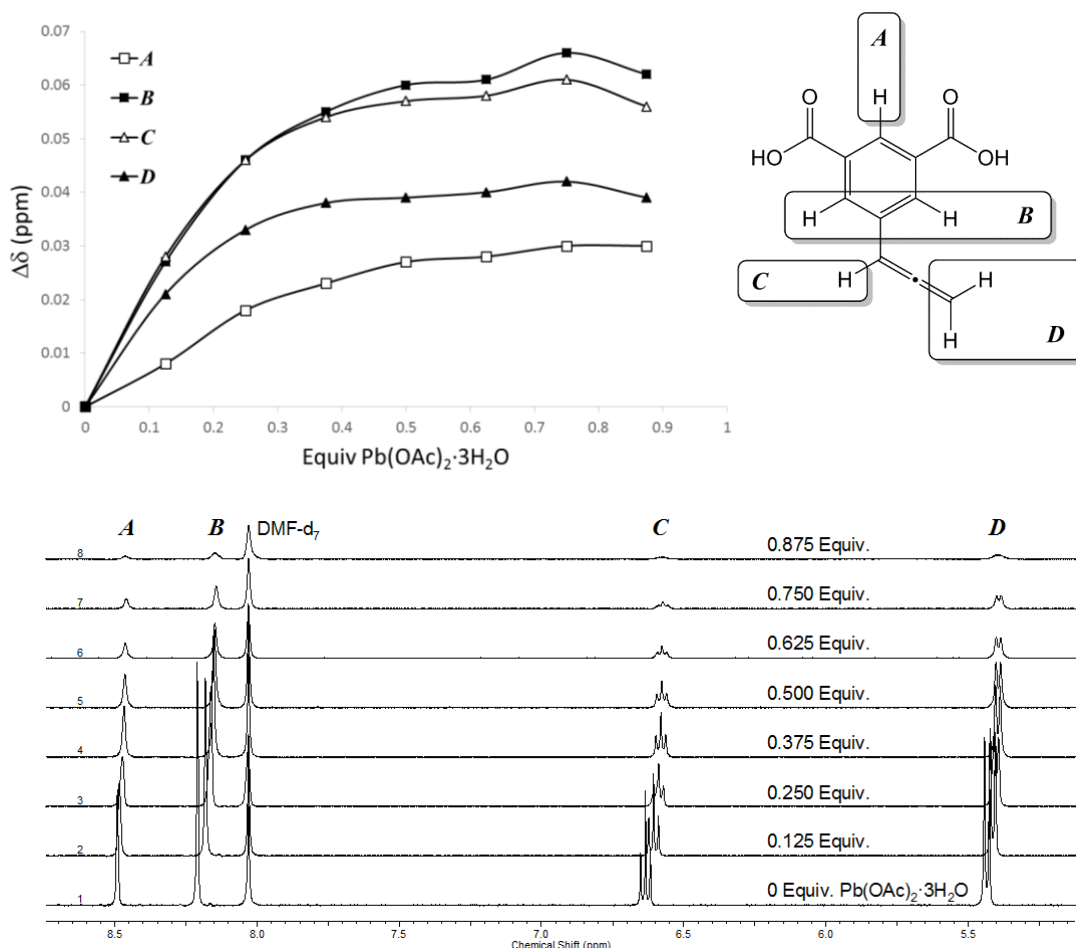 0.07
0.06
0.05
0.04
0.03
0.02
0.01
0
Δδ (ppm)
A
B
C
D
0 0.1 0.2 0.3 0.4 0.5 0.6 0.7 0.8 0.9 1
Equiv Pb(OAc)₂·3H₂O
A
H
O O
HO OH
H H B
C H H
H D
A B DMF-d₇ C D
8 0.875 Equiv.
7 0.750 Equiv.
6 0.625 Equiv.
5 0.500 Equiv.
4 0.375 Equiv.
3 0.250 Equiv.
2 0.125 Equiv.
1 0 Equiv. Pb(OAc)₂·3H₂O
8.5 8.0 7.5 7.0 6.5 6.0 5.5
Chemical Shift (ppm)